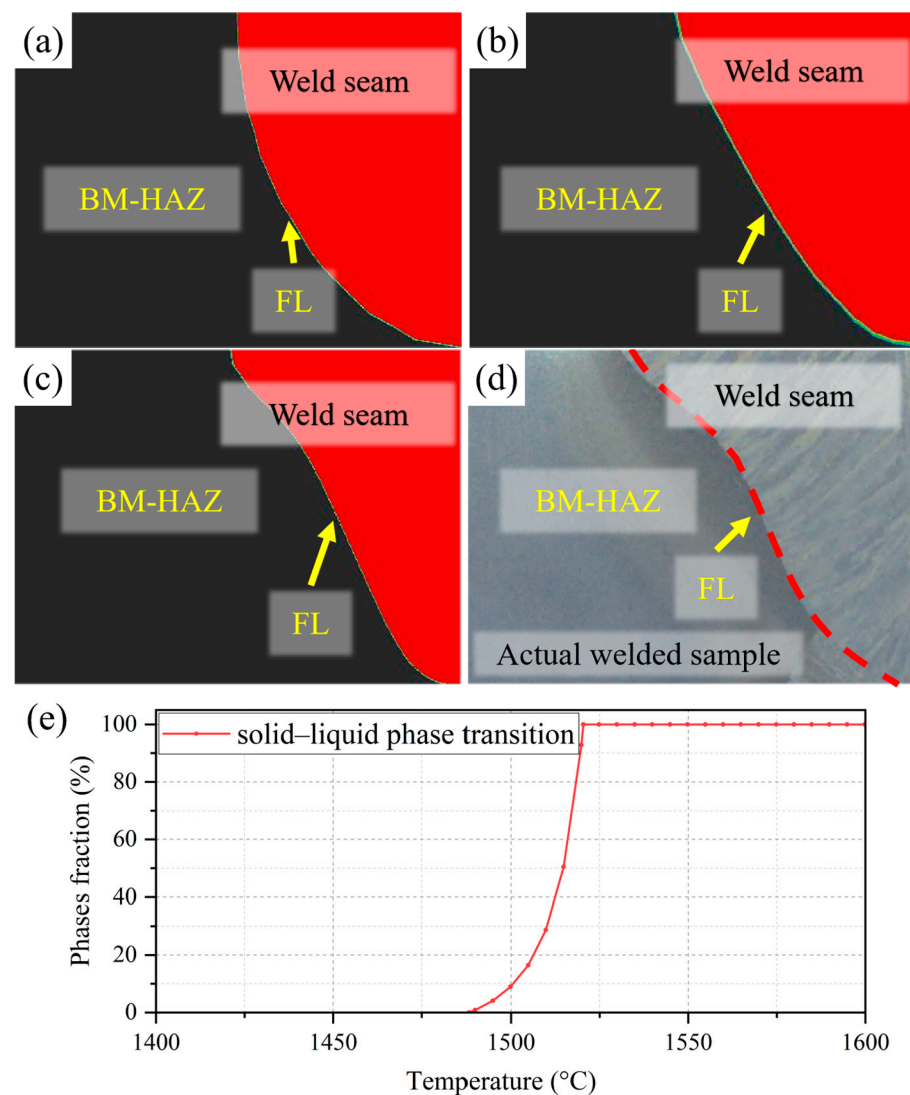 (a)
Weld seam
BM-HAZ
FL
(b)
Weld seam
BM-HAZ
FL
(c)
Weld seam
BM-HAZ
FL
(d)
Weld seam
BM-HAZ
FL
Actual welded sample
(e)
solid–liquid phase transition
Phases fraction (%)
100
80
60
40
20
0
1400
1450
1500
1550
1600
Temperature (°C)